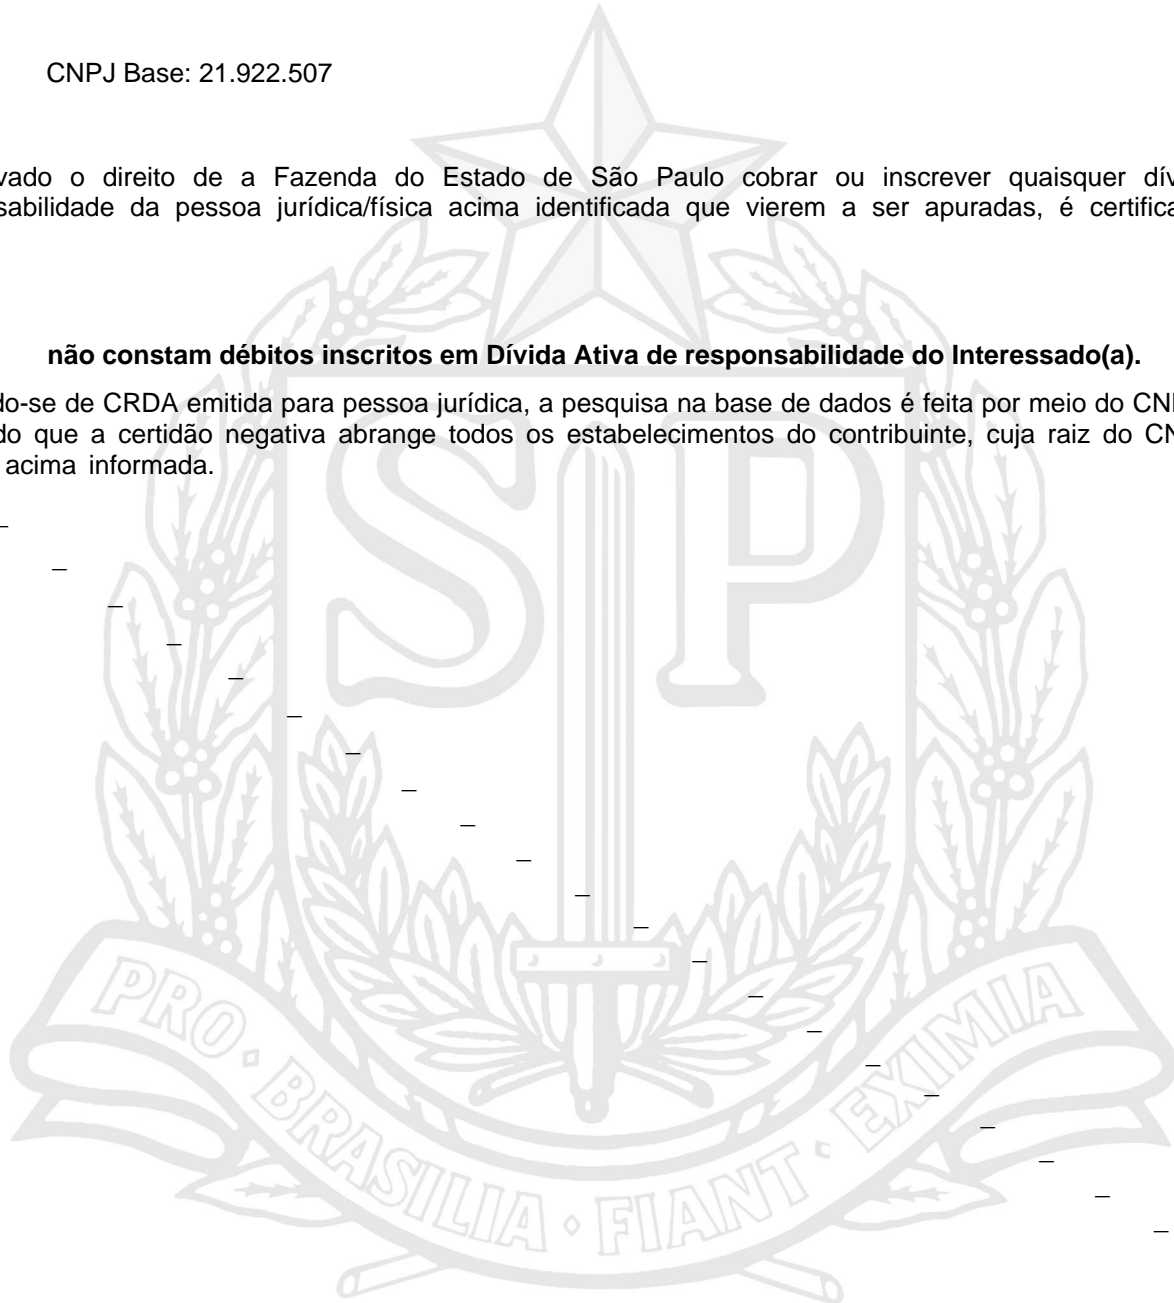 CNPJ Base: 21.922.507
vado o direito de a Fazenda do Estado de São Paulo cobrar ou inscrever quaisquer dív
sabilidade da pessoa jurídica/física acima identificada que vierem a ser apuradas, é certifica
não constam débitos inscritos em Dívida Ativa de responsabilidade do Interessado(a).
do-se de CRDA emitida para pessoa jurídica, a pesquisa na base de dados é feita por meio do CN
do que a certidão negativa abrange todos os estabelecimentos do contribuinte, cuja raiz do CN
acima informada.
SP
PRO · BRASILIA · FIANT · EXIMIA